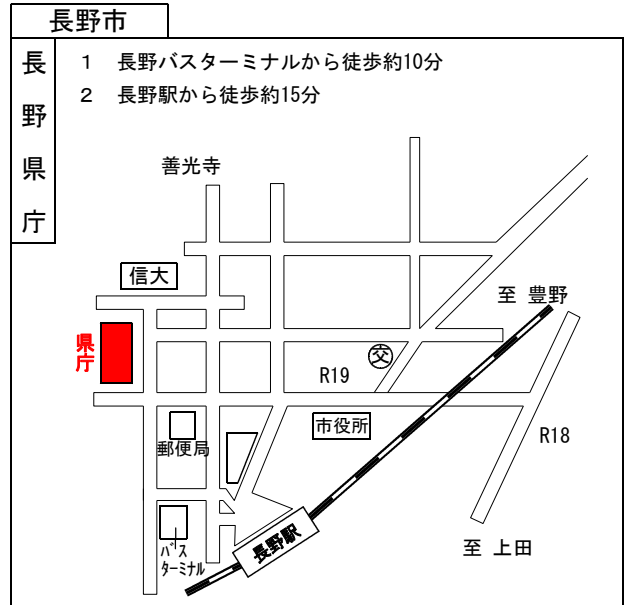 長野市
長野県庁
1 長野バスターミナルから徒歩約10分
2 長野駅から徒歩約15分
善光寺
信大
至 豊野
県庁
交
R19
市役所
郵便局
R18
長野駅
至 上田
バス
ターミナル